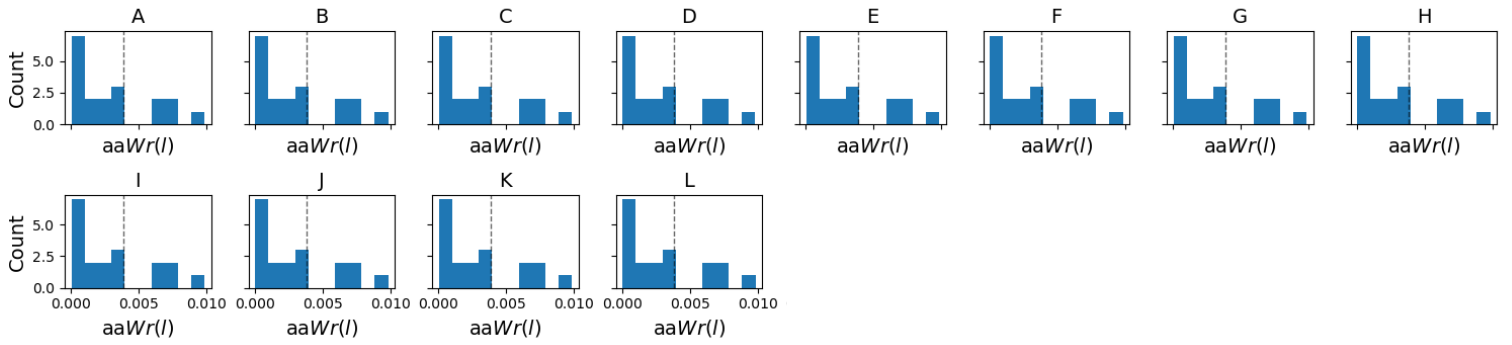 A B C D E F G H
Count
5.0
2.5
0.0
aaWr(l) aaWr(l) aaWr(l) aaWr(l) aaWr(l) aaWr(l) aaWr(l) aaWr(l)
I J K L
Count
5.0
2.5
0.0
0.000 0.005 0.010 0.000 0.005 0.010 0.000 0.005 0.010 0.000 0.005 0.010
aaWr(l) aaWr(l) aaWr(l) aaWr(l)